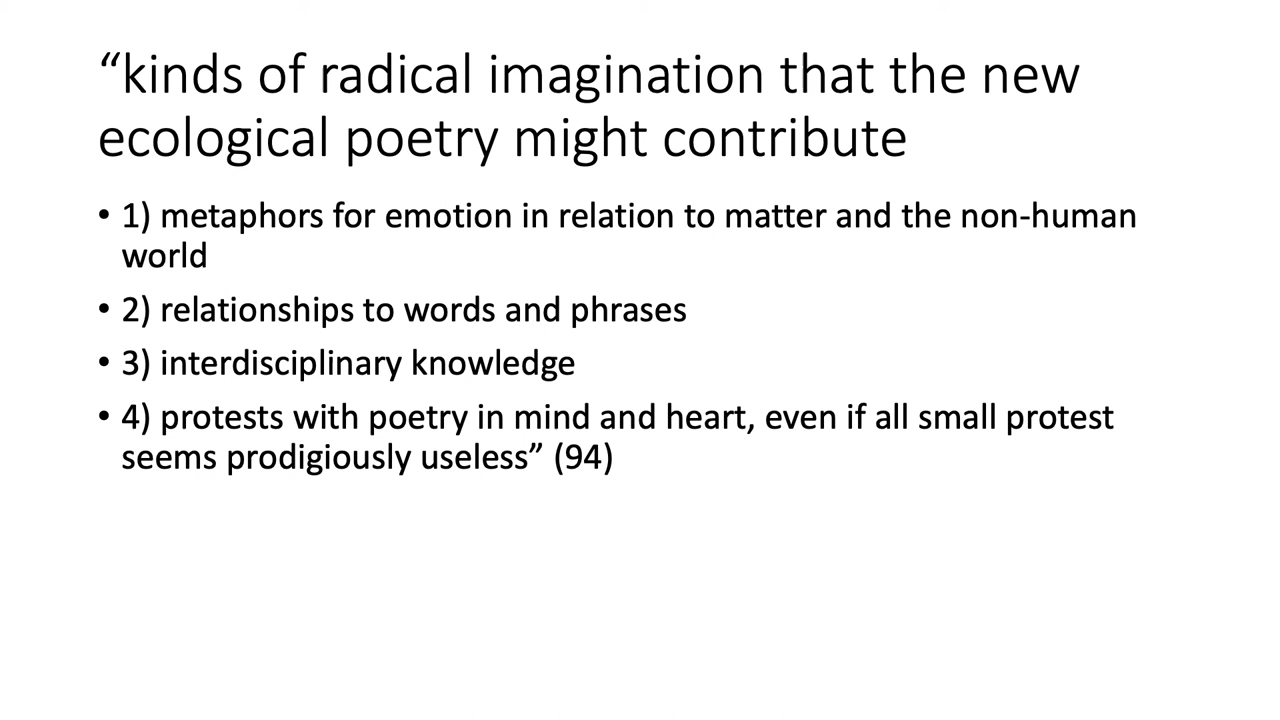 “kinds of radical imagination that the new
ecological poetry might contribute
• 1) metaphors for emotion in relation to matter and the non-human
world
• 2) relationships to words and phrases
• 3) interdisciplinary knowledge
• 4) protests with poetry in mind and heart, even if all small protest
seems prodigiously useless” (94)